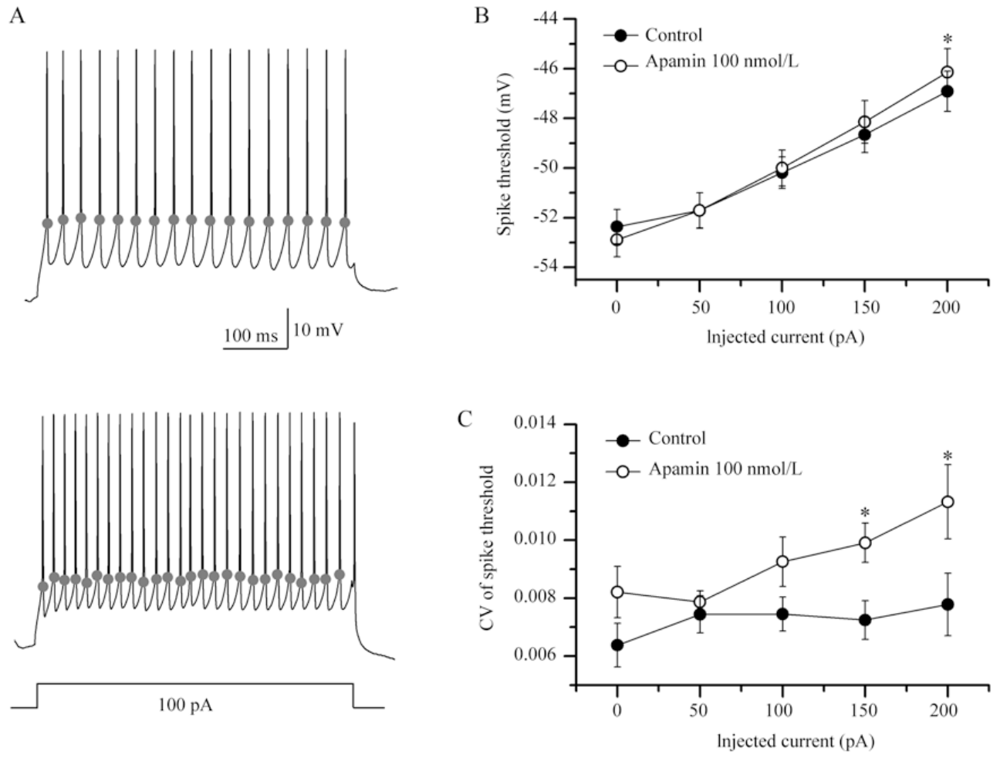 A
100 ms
10 mV
100 pA
B
-44
-46
-48
-50
-52
-54
Spike threshold (mV)
Control
Apamin 100 nmol/L
*
0 50 100 150 200
Injected current (pA)
C
0.014
0.012
0.010
0.008
0.006
CV of spike threshold
Control
Apamin 100 nmol/L
*
*
0 50 100 150 200
Injected current (pA)